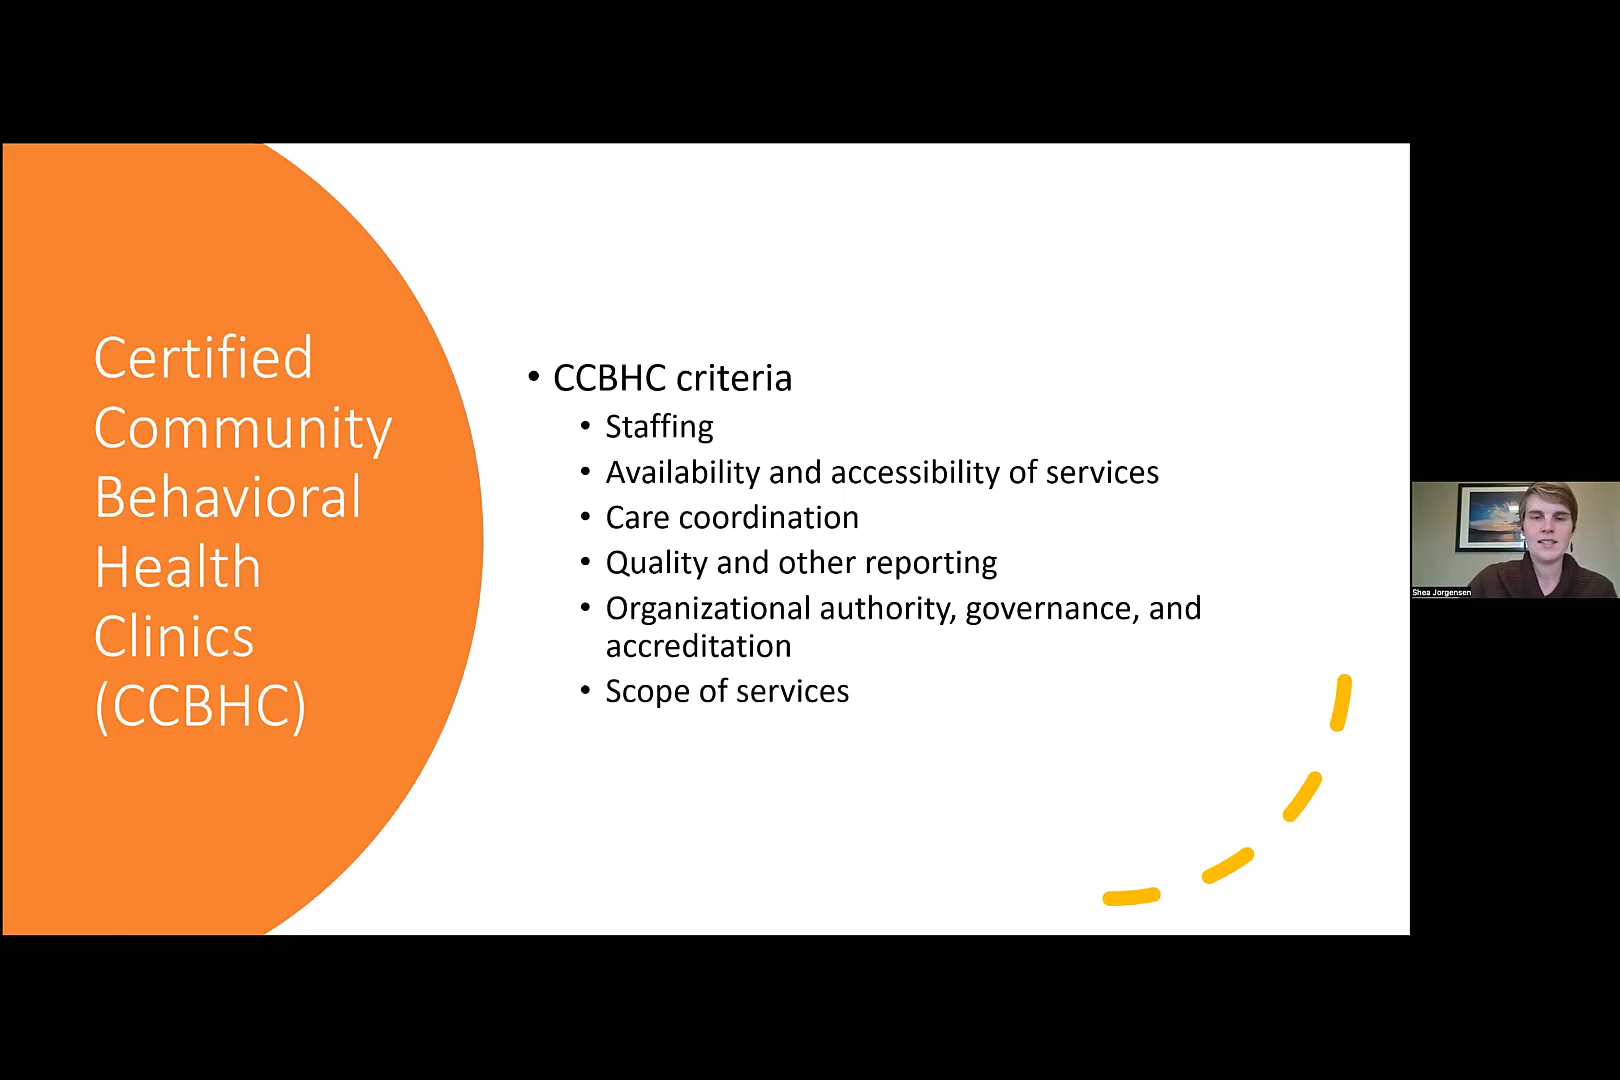 Certified
Community
Behavioral
Health
Clinics
(CCBHC)
• CCBHC criteria
• Staffing
• Availability and accessibility of services
• Care coordination
• Quality and other reporting
• Organizational authority, governance, and
accreditation
• Scope of services
Shea Jorgensen